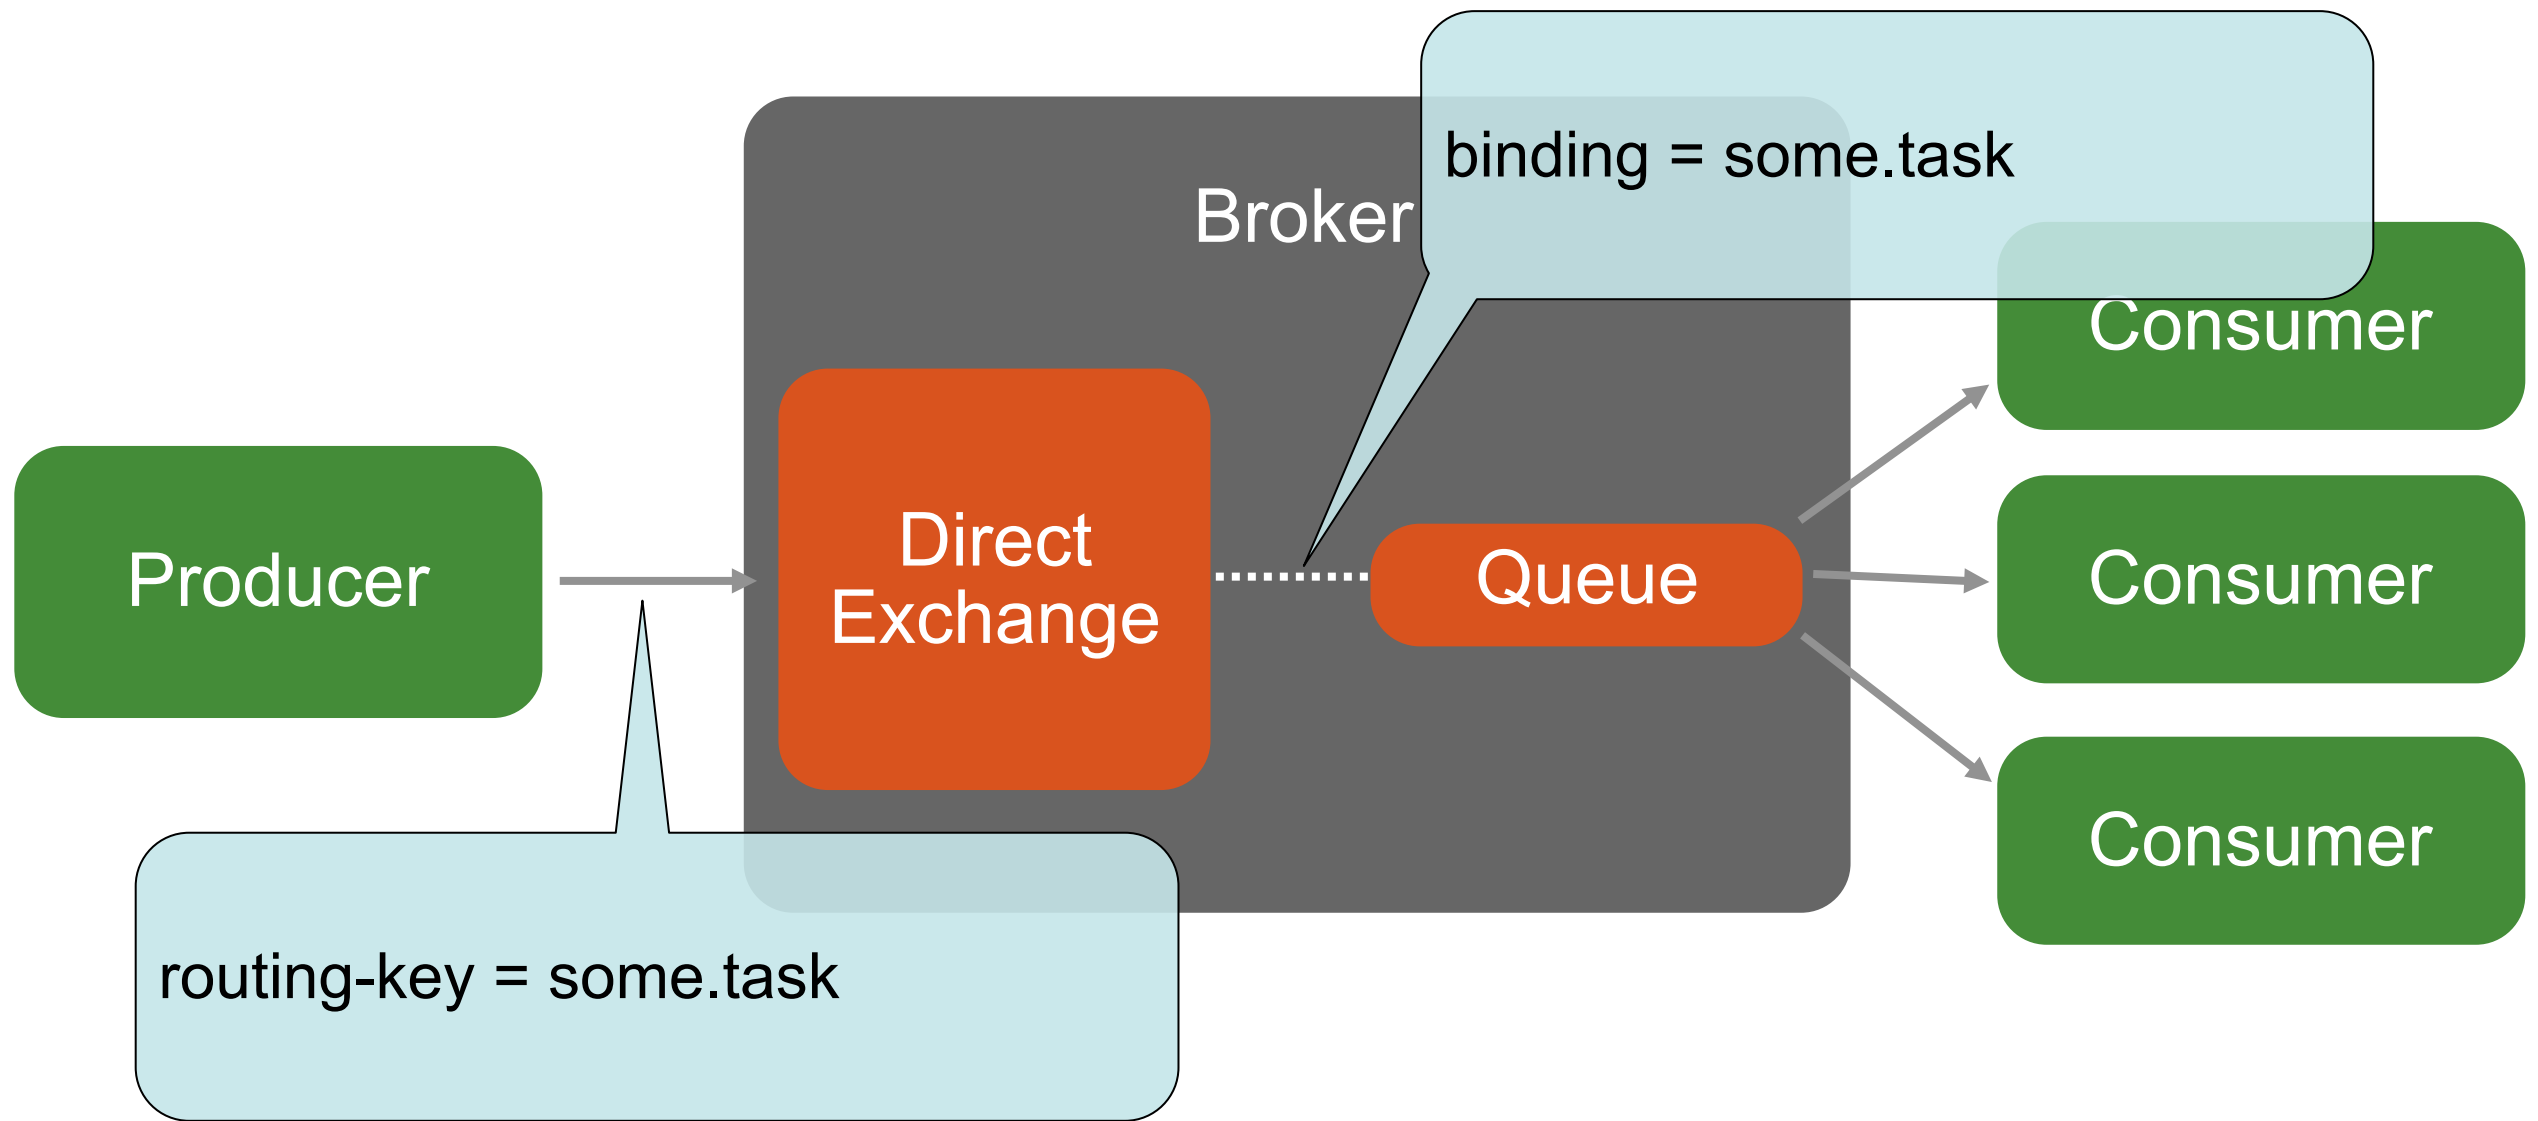 binding = some.task
Broker
Consumer
Direct
Exchange
Producer
Queue
Consumer
Consumer
routing-key = some.task